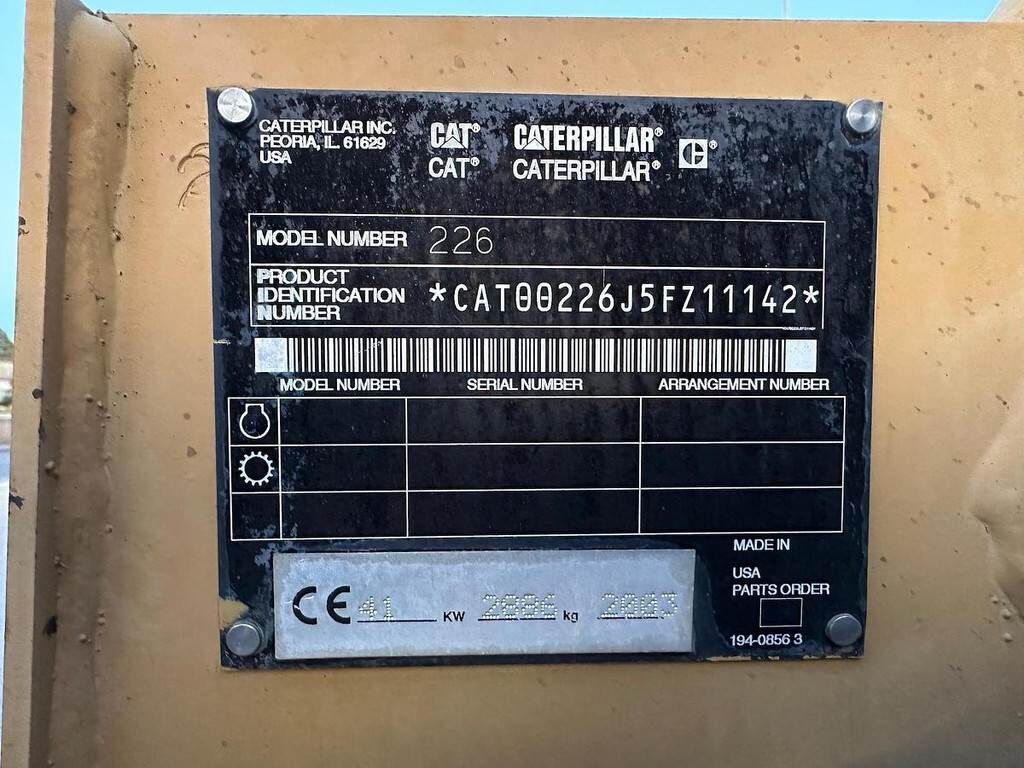 CATERPILLAR INC.
PEORIA, IL. 61629
USA
CAT® CATERPILLAR® C®
CAT® CATERPILLAR®
MODEL NUMBER 226
PRODUCT
IDENTIFICATION
NUMBER
*CAT00226J5FZ11142*
MODEL NUMBER SERIAL NUMBER ARRANGEMENT NUMBER
MADE IN
USA
PARTS ORDER
194-0856 3
CE 41 KW 2886 kg 2003